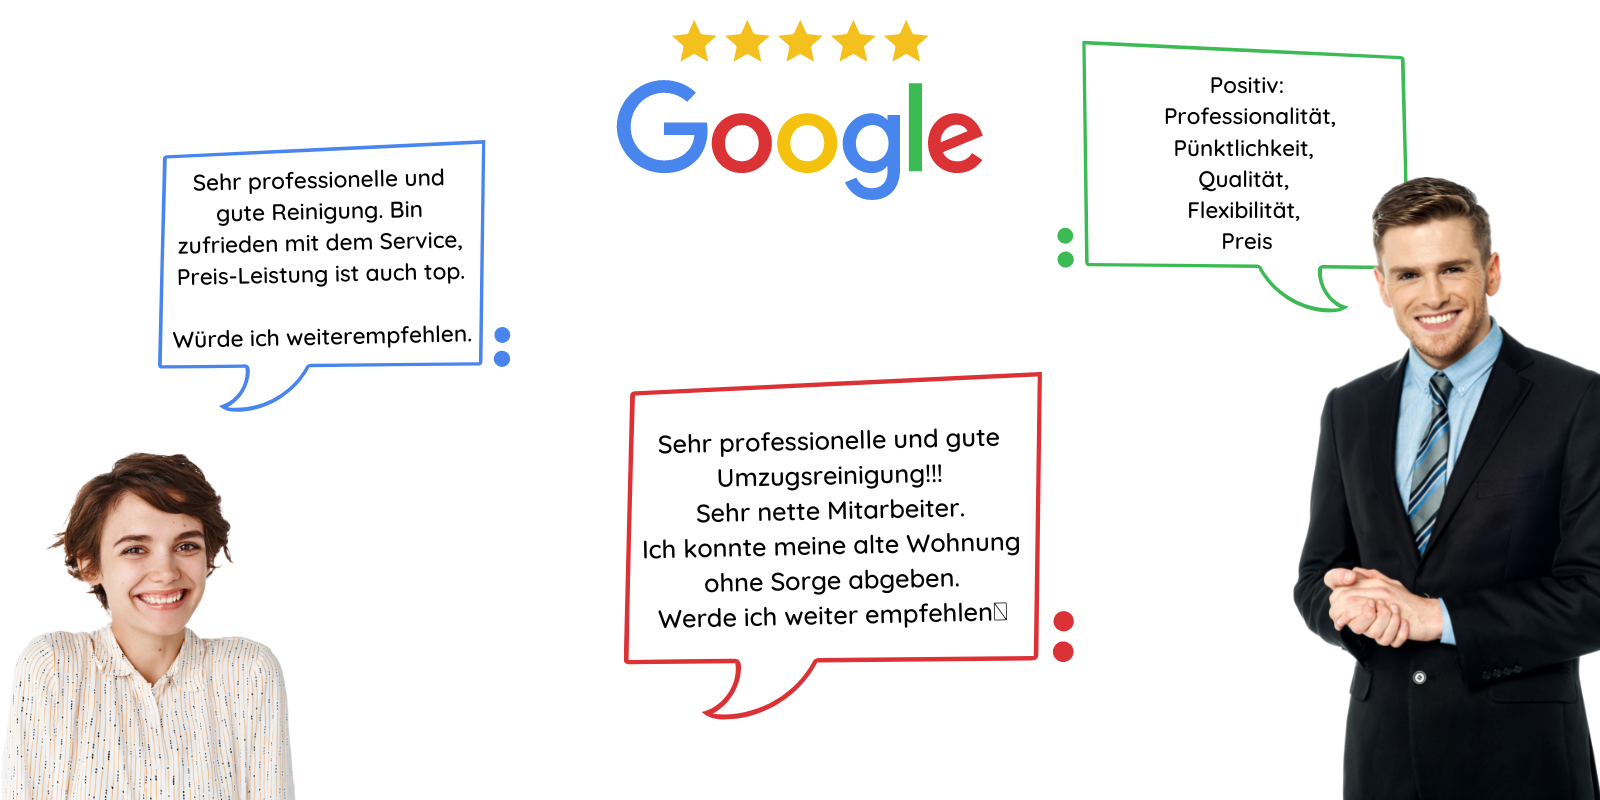 Google
Sehr professionelle und
gute Reinigung. Bin
zufrieden mit dem Service,
Preis-Leistung ist auch top.
Würde ich weiterempfehlen.
Positiv:
Professionalität,
Pünktlichkeit,
Qualität,
Flexibilität,
Preis
Sehr professionelle und gute
Umzugsreinigung!!!
Sehr nette Mitarbeiter.
Ich konnte meine alte Wohnung
ohne Sorge abgeben.
Werde ich weiter empfehlen